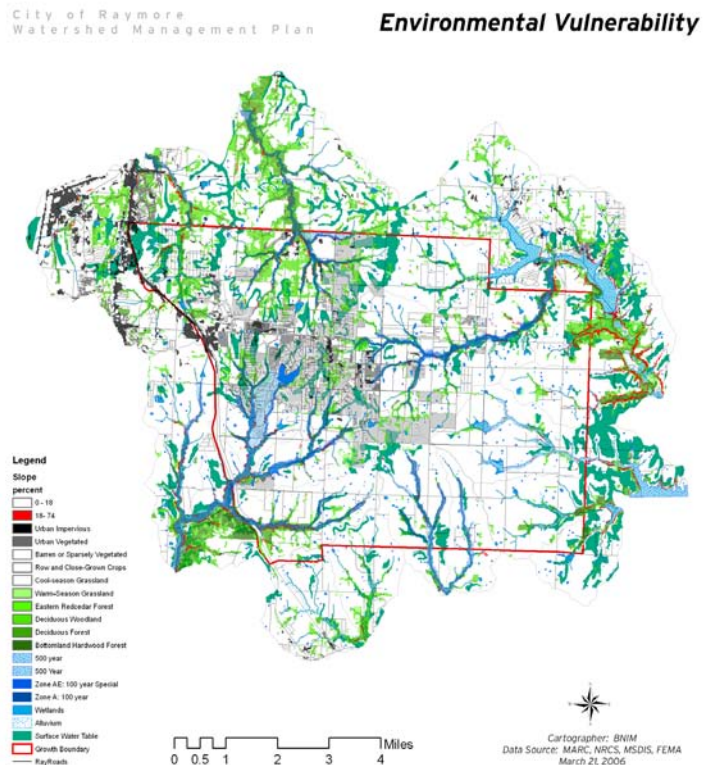 City of Raymore
Watershed Management Plan
Environmental Vulnerability
Legend
Slope
percent
0 - 18
18- 74
Urban Impervious
Urban Vegetated
Barren or Sparsely Vegetated
Row and Close-Grown Crops
Cool-season Grassland
Warm-Season Grassland
Eastern Redcedar Forest
Deciduous Woodland
Deciduous Forest
Bottomland Hardwood Forest
500 year
500 Year
Zone AE: 100 year Special
Zone A: 100 year
Wetlands
Alluvium
Surface Water Table
Growth Boundary
RayRoads
0 0.5 1 2 3 4 Miles
Cartographer: BNIM
Data Source: MARC, NRCS, MSDIS, FEMA
March 21, 2006